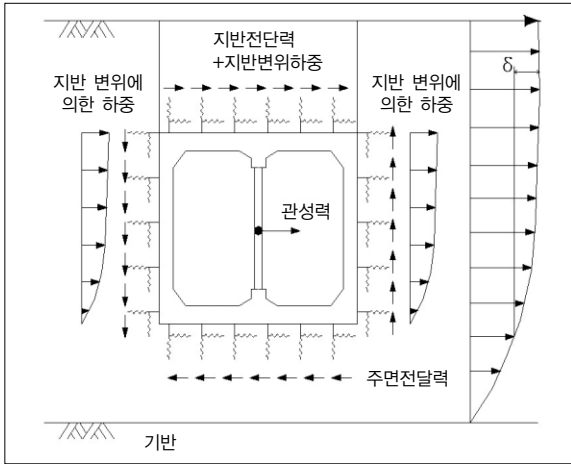 지반전단력
+지반변위하중
지반 변위에
의한 하중
지반 변위에
의한 하중
δ
관성력
주면전달력
기반